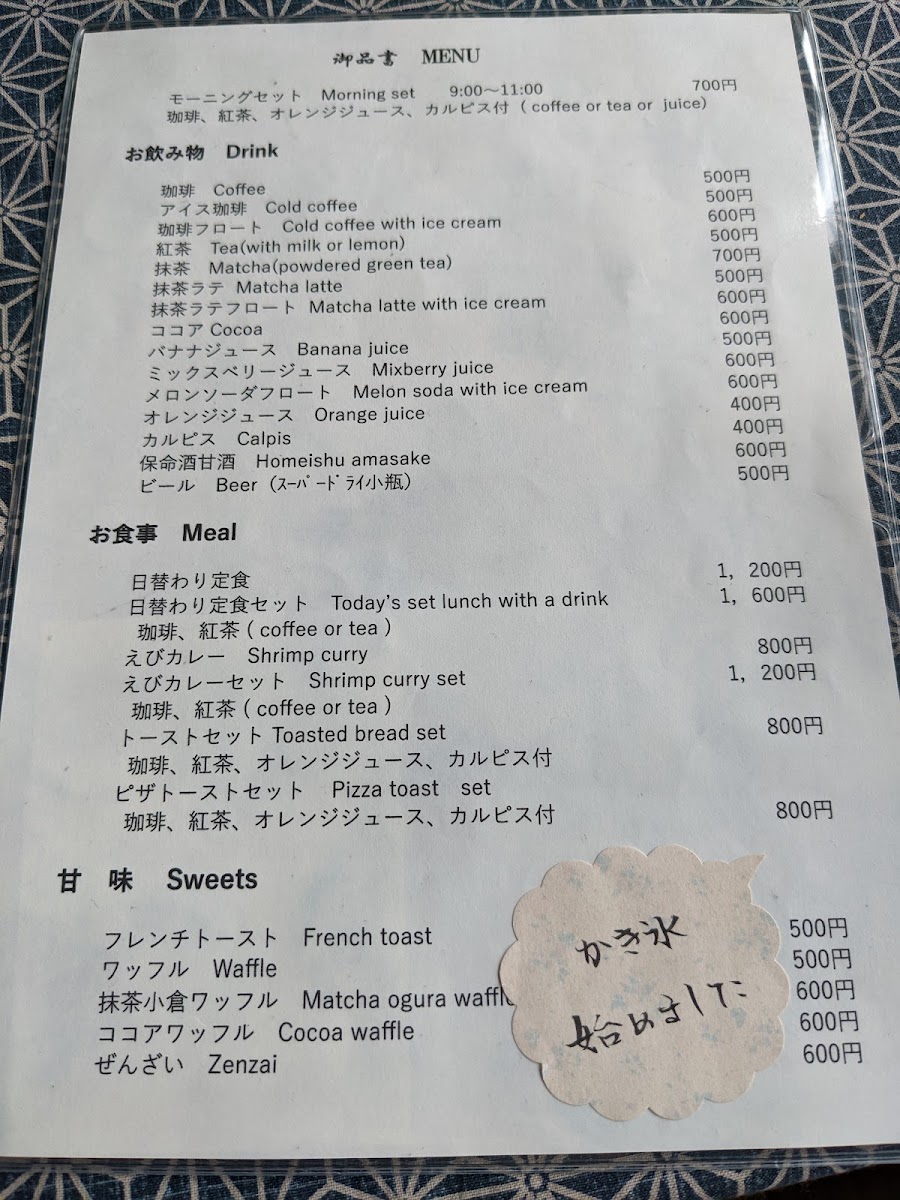 御品書 MENU
モーニングセット Morning set 9:00～11:00 700円
珈琲、紅茶、オレンジジュース、カルピス付 ( coffee or tea or juice)
お飲み物 Drink
珈琲 Coffee 500円
アイス珈琲 Cold coffee 500円
珈琲フロート Cold coffee with ice cream 600円
紅茶 Tea(with milk or lemon) 500円
抹茶 Matcha(powdered green tea) 700円
抹茶ラテ Matcha latte 500円
抹茶ラテフロート Matcha latte with ice cream 600円
ココア Cocoa 600円
バナナジュース Banana juice 500円
ミックスベリージュース Mixberry juice 600円
メロンソーダフロート Melon soda with ice cream 600円
オレンジジュース Orange juice 400円
カルピス Calpis 400円
保命酒甘酒 Homeishu amasake 600円
ビール Beer (ｽｰﾊﾟｰﾄﾞﾗｲ小瓶) 500円
お食事 Meal
日替わり定食 1, 200円
日替わり定食セット Today's set lunch with a drink 1, 600円
珈琲、紅茶 ( coffee or tea )
えびカレー Shrimp curry 800円
えびカレーセット Shrimp curry set 1, 200円
珈琲、紅茶 ( coffee or tea )
トーストセット Toasted bread set 800円
珈琲、紅茶、オレンジジュース、カルピス付
ピザトーストセット Pizza toast set
珈琲、紅茶、オレンジジュース、カルピス付 800円
甘 味 Sweets
フレンチトースト French toast 500円
ワッフル Waffle 500円
抹茶小倉ワッフル Matcha ogura waffle 600円
ココアワッフル Cocoa waffle 600円
ぜんざい Zenzai 600円
かき氷
始めました